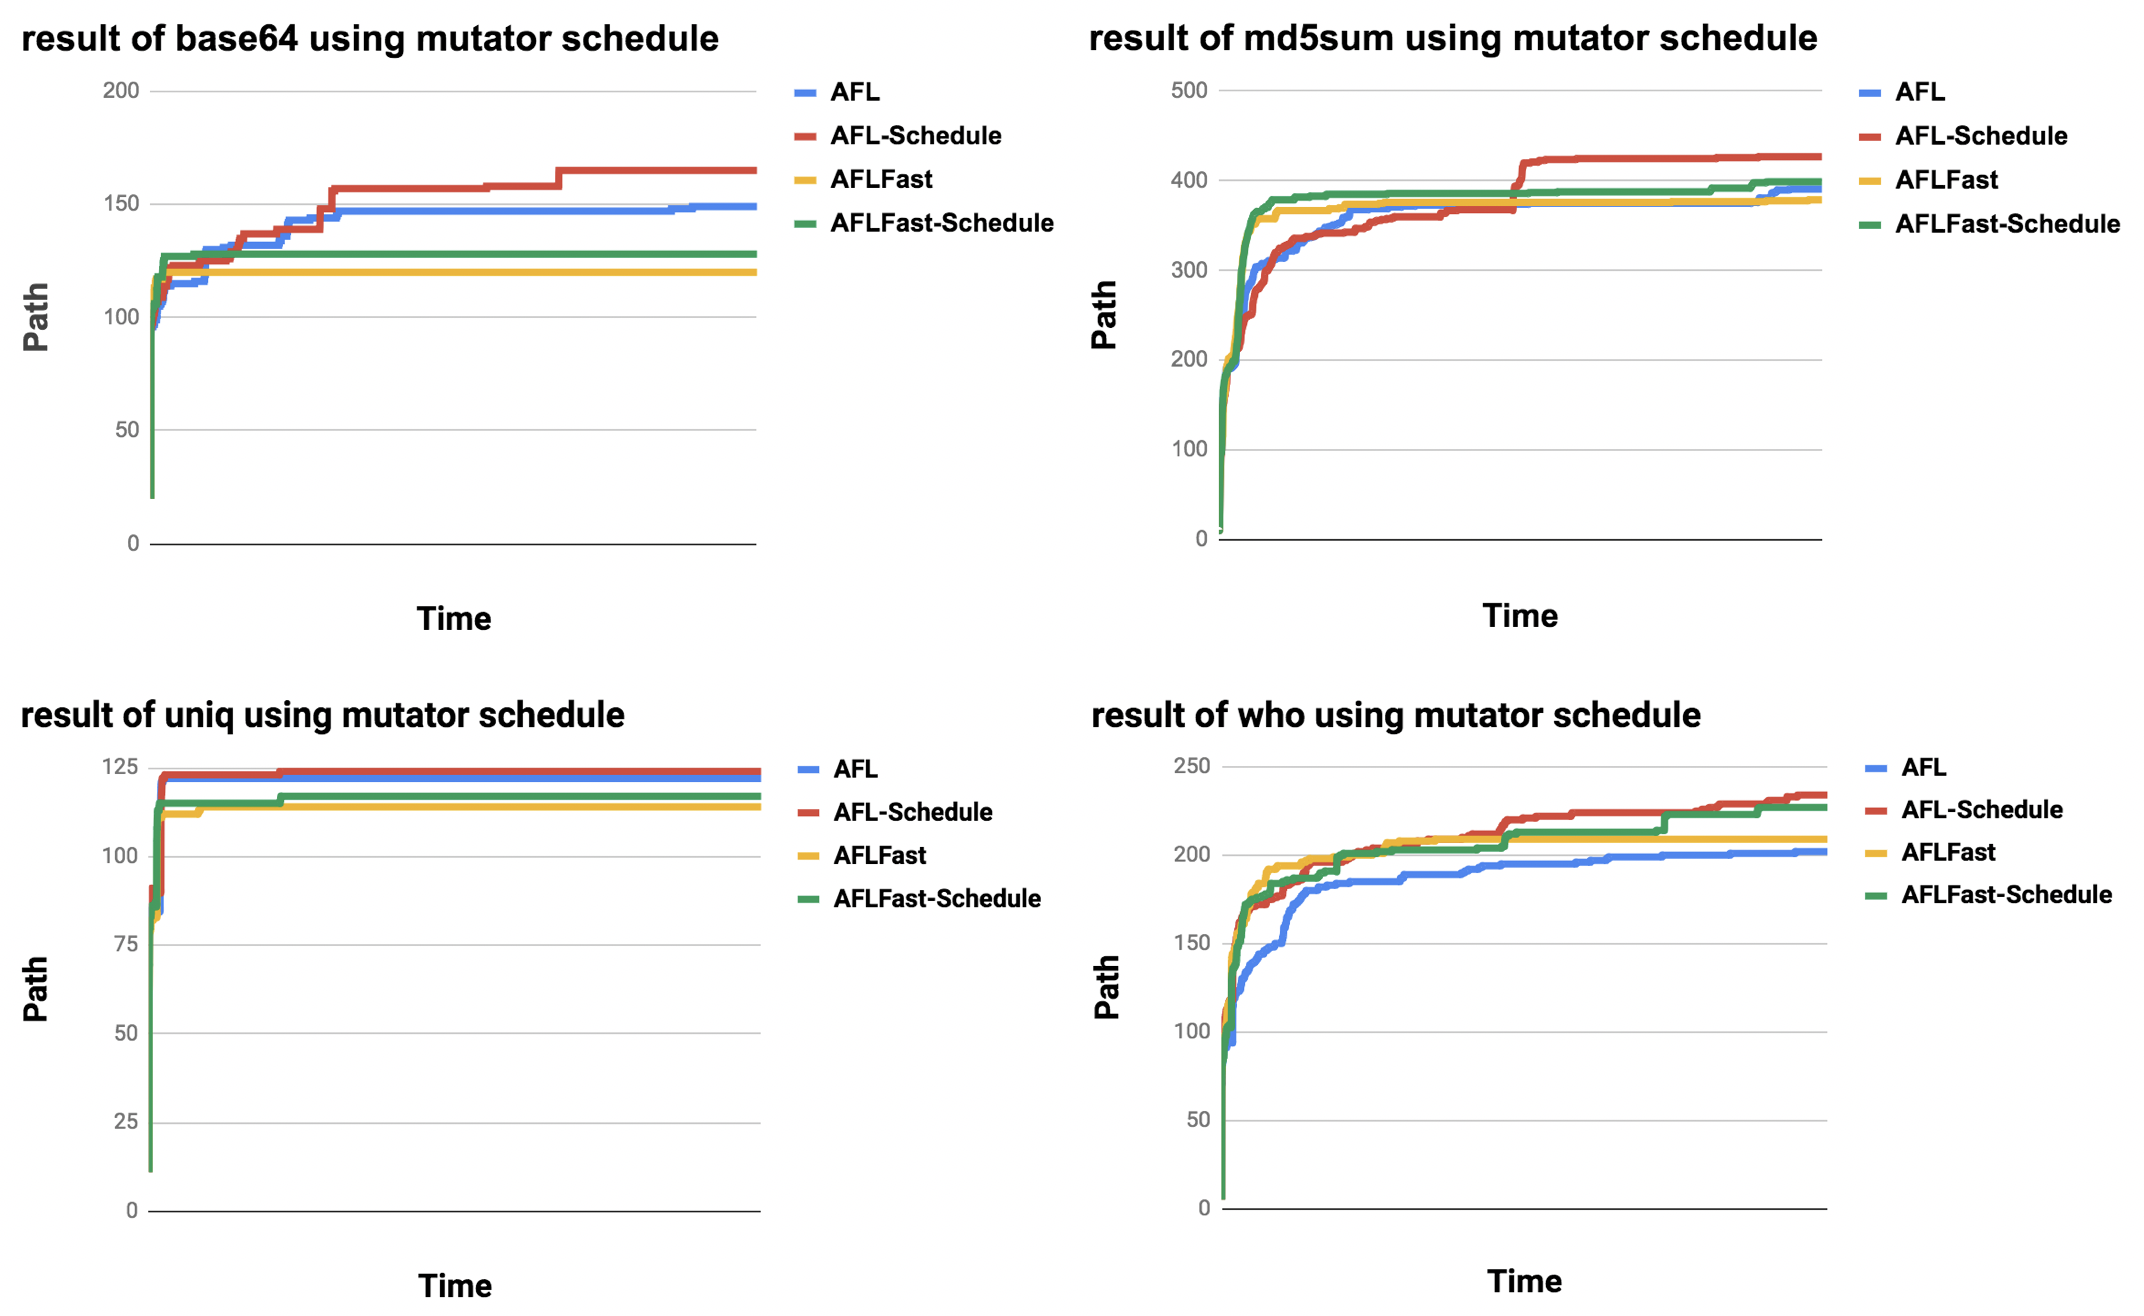 result of base64 using mutator schedule
200
150
100
50
0
Path
Time
AFL
AFL-Schedule
AFLFast
AFLFast-Schedule
result of md5sum using mutator schedule
500
400
300
200
100
0
Path
Time
AFL
AFL-Schedule
AFLFast
AFLFast-Schedule
result of uniq using mutator schedule
125
100
75
50
25
0
Path
Time
AFL
AFL-Schedule
AFLFast
AFLFast-Schedule
result of who using mutator schedule
250
200
150
100
50
0
Path
Time
AFL
AFL-Schedule
AFLFast
AFLFast-Schedule